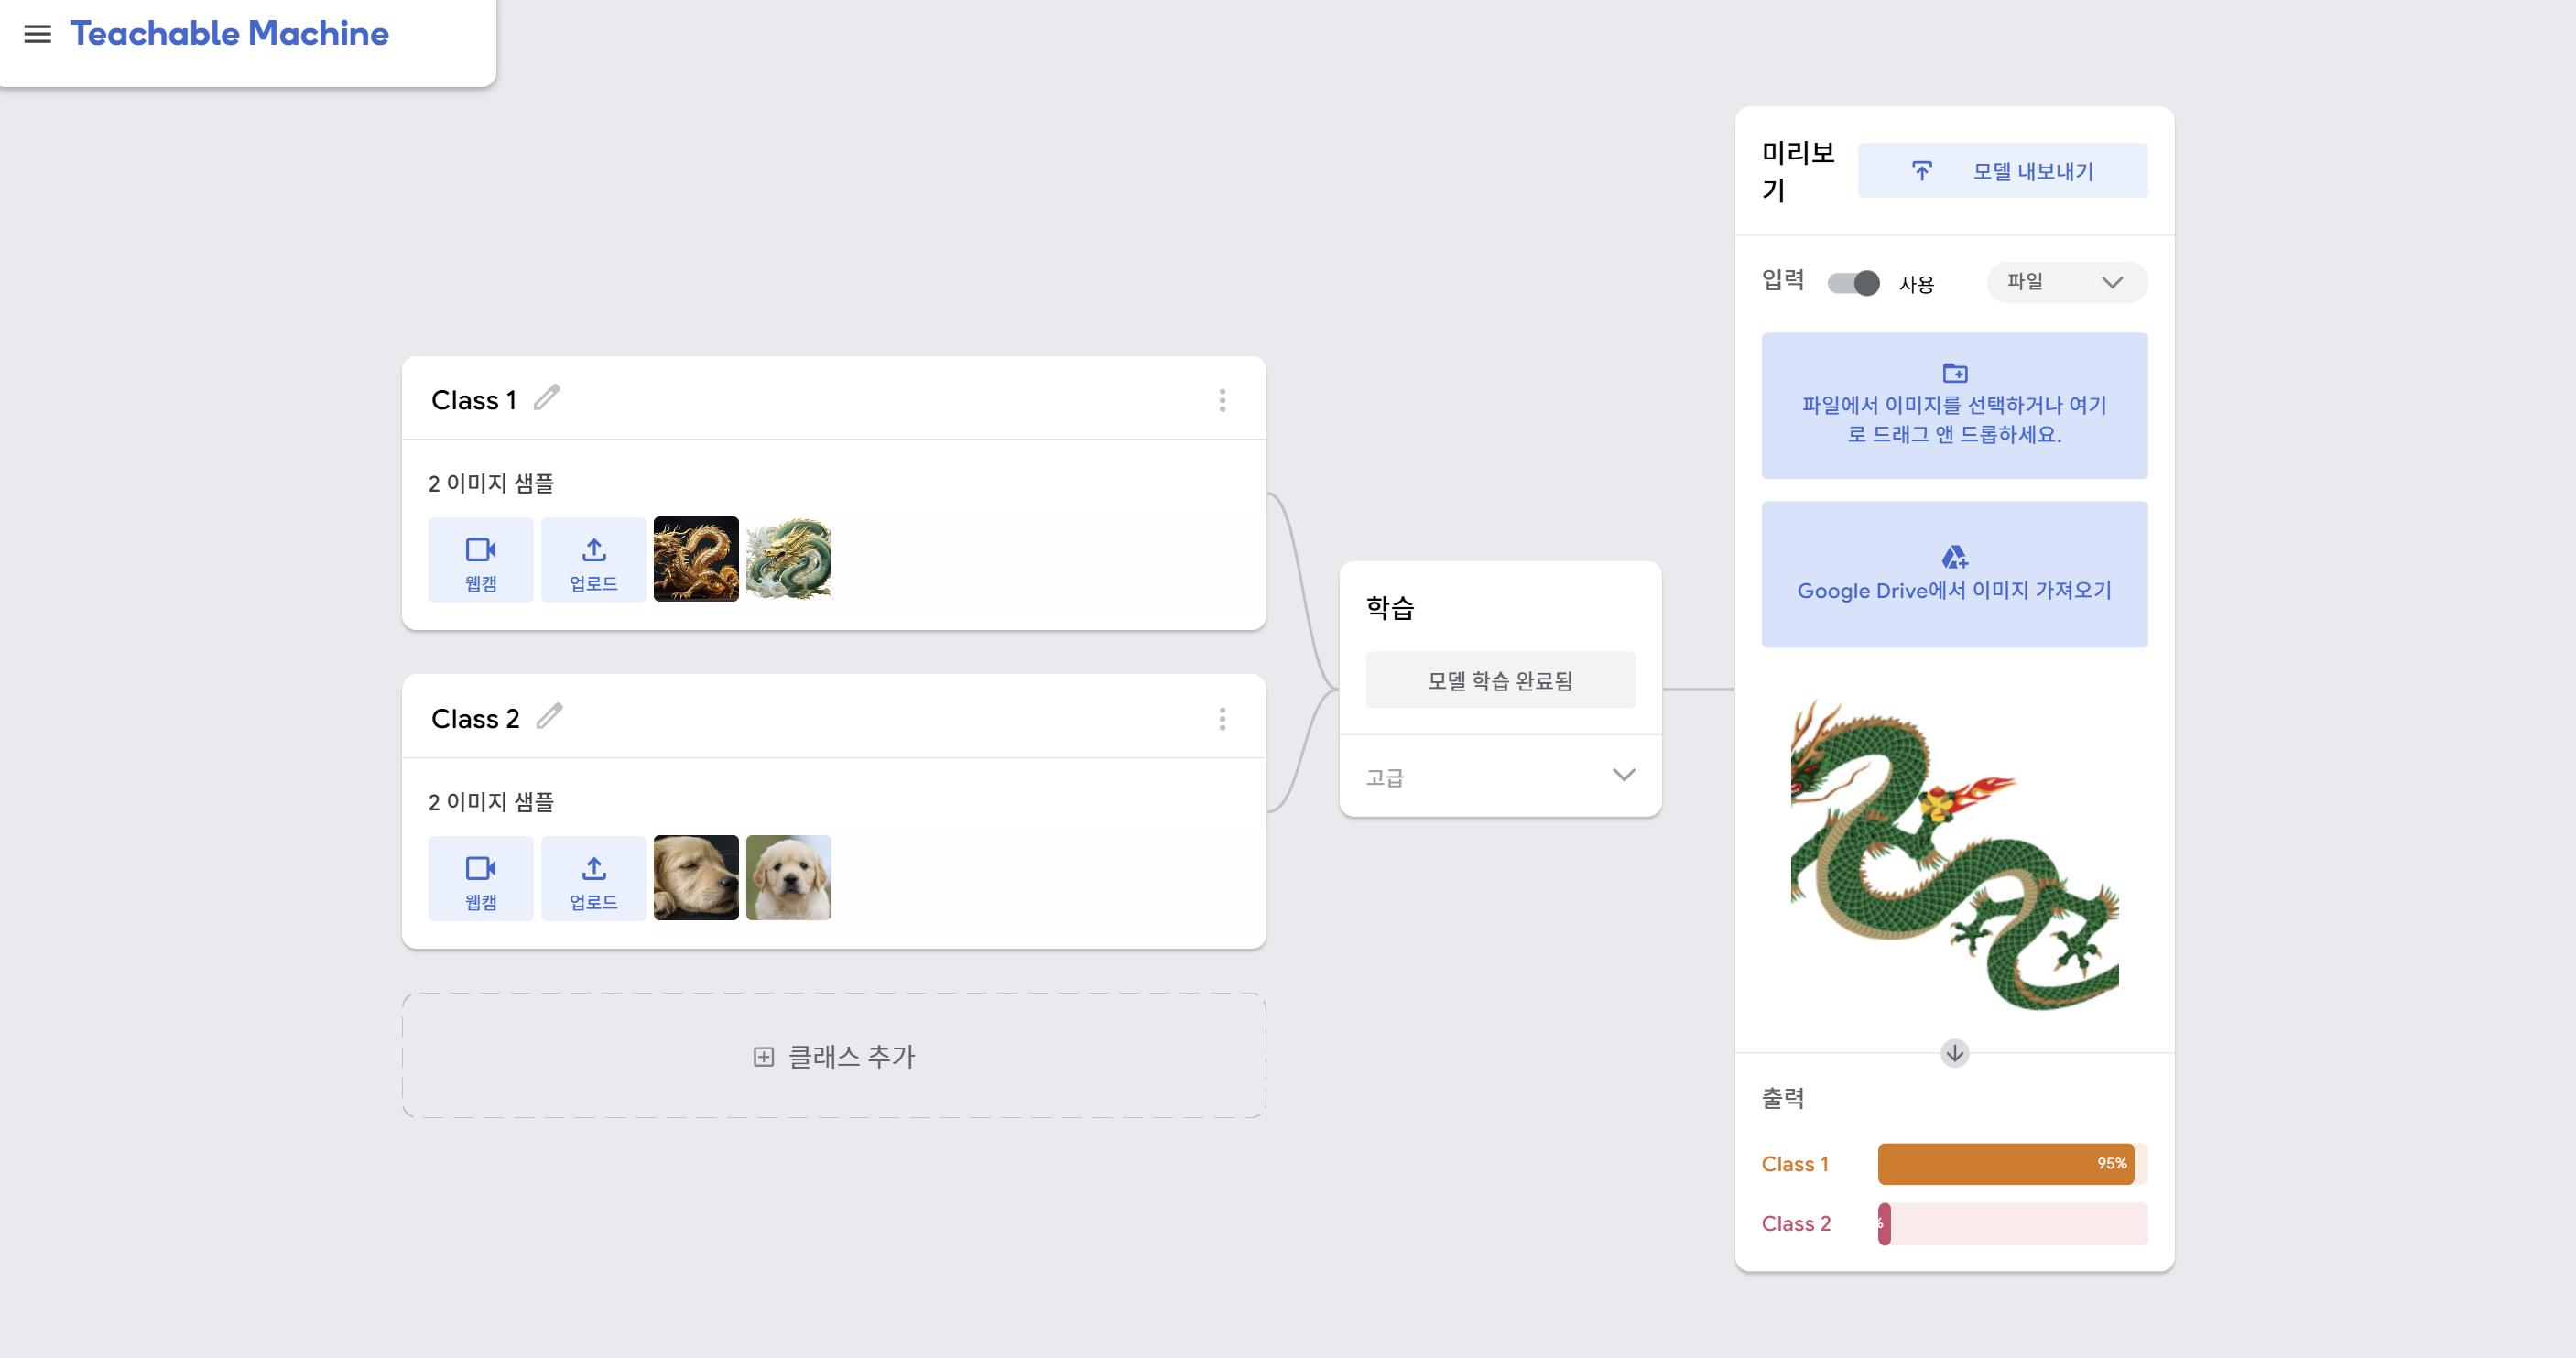 Teachable Machine
Class 1
2 이미지 샘플
웹캠
업로드
Class 2
2 이미지 샘플
웹캠
업로드
클래스 추가
학습
모델 학습 완료됨
고급
미리보
기
모델 내보내기
입력
사용
파일
파일에서 이미지를 선택하거나 여기
로 드래그 앤 드롭하세요.
Google Drive에서 이미지 가져오기
출력
Class 1
95%
Class 2
%